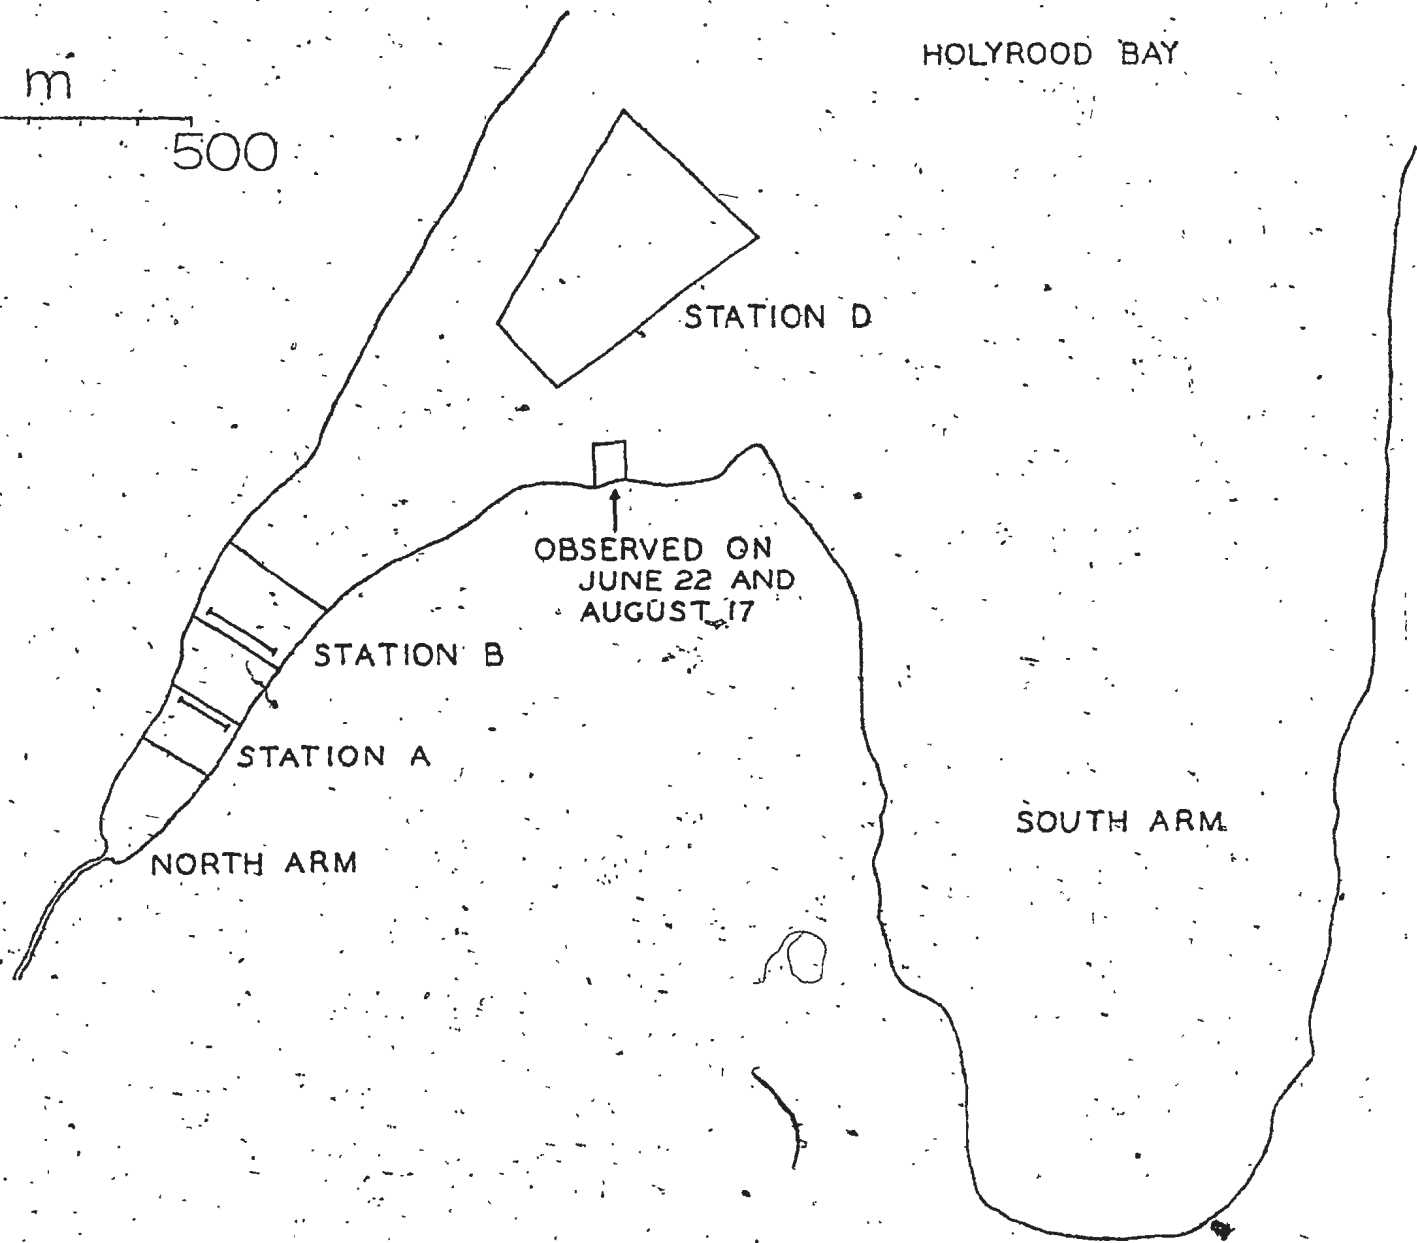 HOLYROOD BAY
m
500
STATION D
OBSERVED ON
JUNE 22 AND
AUGUST 17
STATION B
STATION A
SOUTH ARM
NORTH ARM